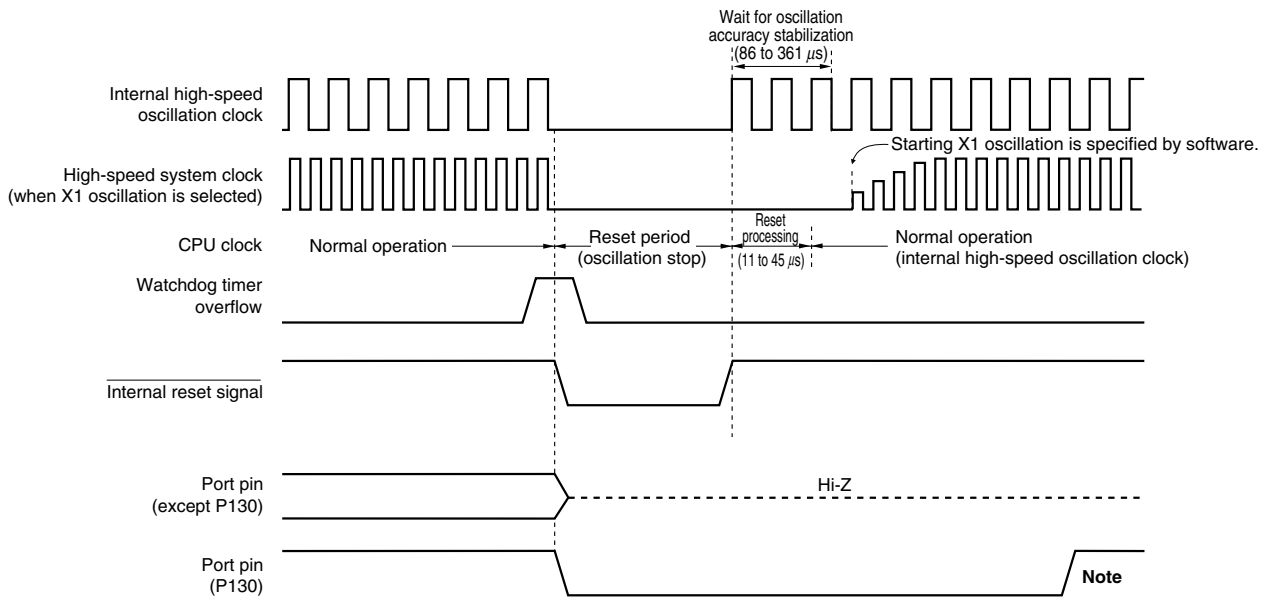 Wait for oscillation
accuracy stabilization
(86 to 361 μs)
Internal high-speed
oscillation clock
Starting X1 oscillation is specified by software.
High-speed system clock
(when X1 oscillation is selected)
CPU clock
Normal operation
Reset period
(oscillation stop)
Reset
processing
(11 to 45 μs)
Normal operation
(internal high-speed oscillation clock)
Watchdog timer
overflow
Internal reset signal
Port pin
(except P130)
Hi-Z
Port pin
(P130)
Note